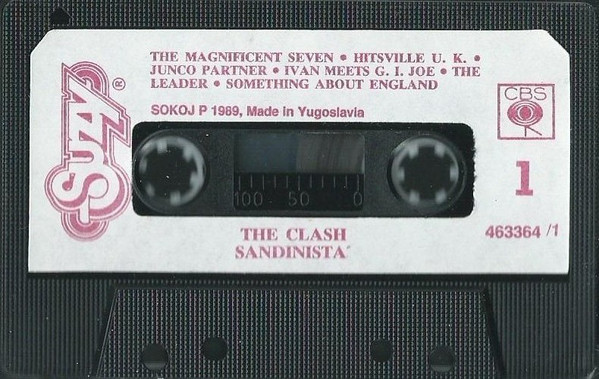 THE MAGNIFICENT SEVEN • HITSVILLE U. K. •
JUNCO PARTNER • IVAN MEETS G. I. JOE • THE
LEADER • SOMETHING ABOUT ENGLAND
SOKOJ P 1989, Made in Yugoslavia
SUZY®
CBS
1
100 50 0
463364 /1
THE CLASH
SANDINISTA´